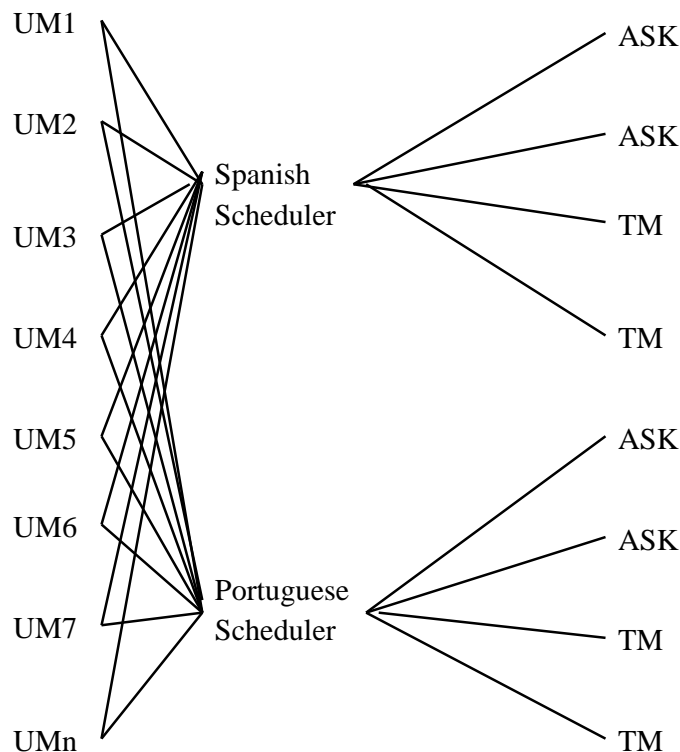 UM1
UM2
UM3
UM4
UM5
UM6
UM7
UMn
Spanish
Scheduler
Portuguese
Scheduler
ASK
ASK
TM
TM
ASK
ASK
TM
TM